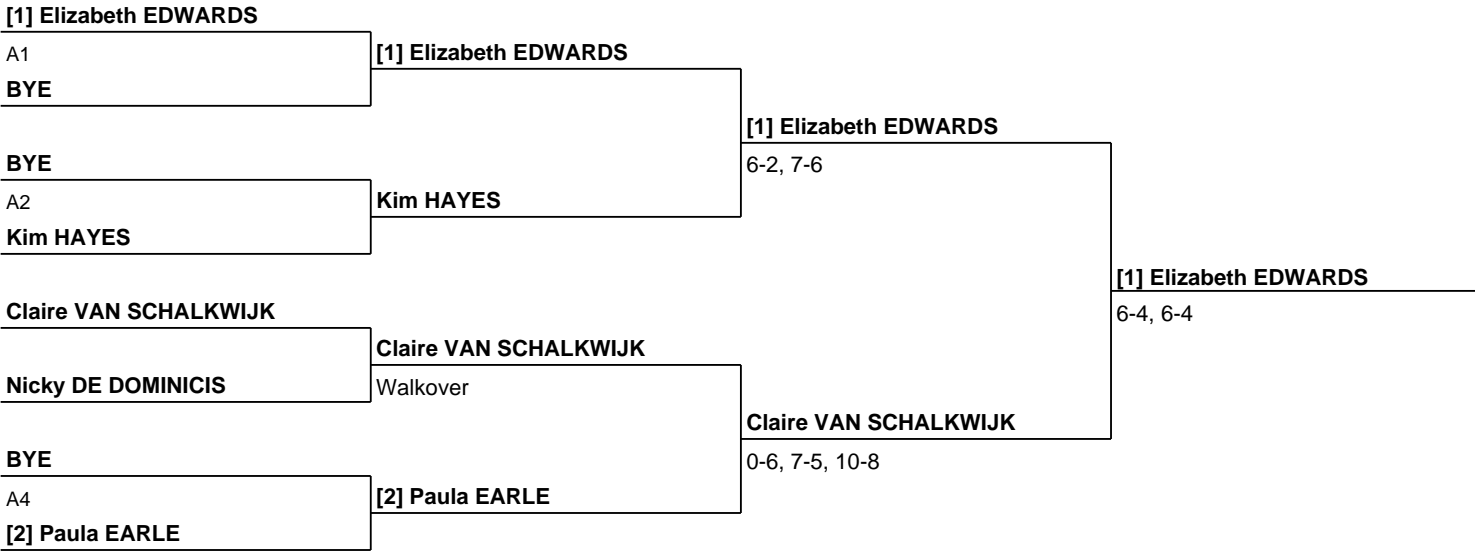 [1] Elizabeth EDWARDS
A1
BYE
BYE
A2
Kim HAYES
Claire VAN SCHALKWIJK
Nicky DE DOMINICIS
BYE
A4
[2] Paula EARLE
[1] Elizabeth EDWARDS
Kim HAYES
Claire VAN SCHALKWIJK
Walkover
[2] Paula EARLE
[1] Elizabeth EDWARDS
6-2, 7-6
Claire VAN SCHALKWIJK
0-6, 7-5, 10-8
[1] Elizabeth EDWARDS
6-4, 6-4